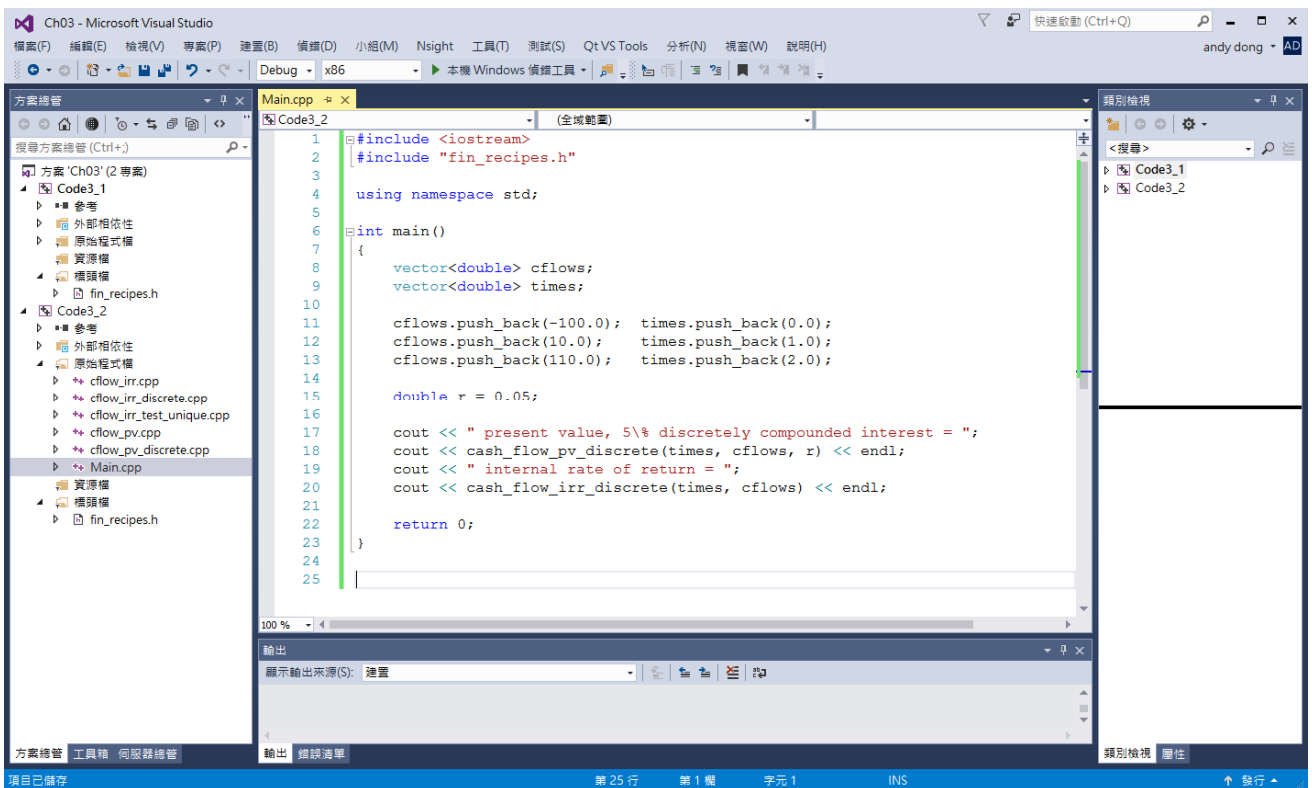 Ch03 - Microsoft Visual Studio
快速啟動 (Ctrl+Q)
檔案(F) 編輯(E) 檢視(V) 專案(P) 建置(B) 偵錯(D) 小組(M) Nsight 工具(T) 測試(S) Qt VS Tools 分析(N) 視窗(W) 說明(H)
andy dong AD
Debug x86 本機 Windows 偵錯工具
方案總管
搜尋方案總管 (Ctrl+;)
方案 'Ch03' (2 專案)
Code3_1
參考
外部相依性
原始程式檔
資源檔
標頭檔
fin_recipes.h
Code3_2
參考
外部相依性
原始程式檔
cflow_irr.cpp
cflow_irr_discrete.cpp
cflow_irr_test_unique.cpp
cflow_pv.cpp
cflow_pv_discrete.cpp
Main.cpp
資源檔
標頭檔
fin_recipes.h
方案總管 工具箱 伺服器總管
Main.cpp
Code3_2 (全域範圍)
1 #include <iostream>
2 #include "fin_recipes.h"
3
4 using namespace std;
5
6 int main()
7 {
8 vector<double> cflows;
9 vector<double> times;
10
11 cflows.push_back(-100.0); times.push_back(0.0);
12 cflows.push_back(10.0); times.push_back(1.0);
13 cflows.push_back(110.0); times.push_back(2.0);
14
15 double r = 0.05;
16
17 cout << " present value, 5\% discretely compounded interest = ";
18 cout << cash_flow_pv_discrete(times, cflows, r) << endl;
19 cout << " internal rate of return = ";
20 cout << cash_flow_irr_discrete(times, cflows) << endl;
21
22 return 0;
23 }
24
25
100 %
輸出
顯示輸出來源(S): 建置
輸出 錯誤清單
類別檢視
<搜尋>
Code3_1
Code3_2
類別檢視 屬性
項目已儲存 第 25 行 第 1 欄 字元 1 INS 發行